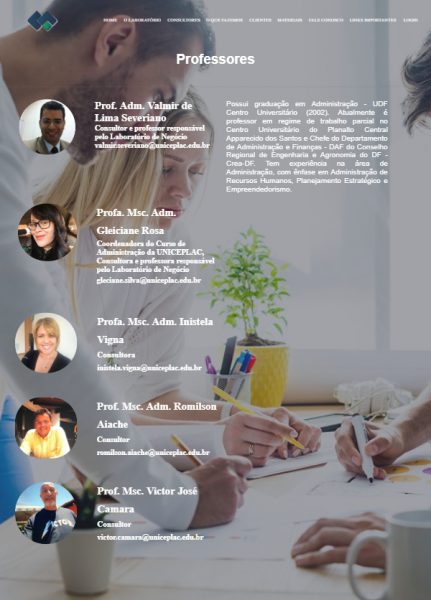 HOME O LABORATÓRIO CONSULTORES O QUE FAZEMOS CLIENTES MATERIAIS FALE CONOSCO LINKS IMPORTANTES LOGIN
Professores
Prof. Adm. Valmir de
Lima Severiano
Consultor e professor responsável
pelo Laboratório de Negócio
valmir.severiano@uniceplac.edu.br
Possui graduação em Administração - UDF
Centro Universitário (2002). Atualmente é
professor em regime de trabalho parcial no
Centro Universitário do Planalto Central
Apparecido dos Santos e Chefe do Departamento
de Administração e Finanças - DAF do Conselho
Regional de Engenharia e Agronomia do DF -
Crea-DF. Tem experiência na área de
Administração, com ênfase em Administração de
Recursos Humanos, Planejamento Estratégico e
Empreendedorismo.
Profa. Msc. Adm.
Gleiciane Rosa
Coordenadora do Curso de
Administração da UNICEPLAC,
Consultora e professora responsável
pelo Laboratório de Negócio
gleciane.silva@uniceplac.edu.br
Profa. Msc. Adm. Inistela
Vigna
Consultora
inistela.vigna@uniceplac.edu.br
Prof. Msc. Adm. Romilson
Aiache
Consultor
romilson.aiache@uniceplac.edu.br
Prof. Msc. Victor José
Camara
Consultor
victor.camara@uniceplac.edu.br